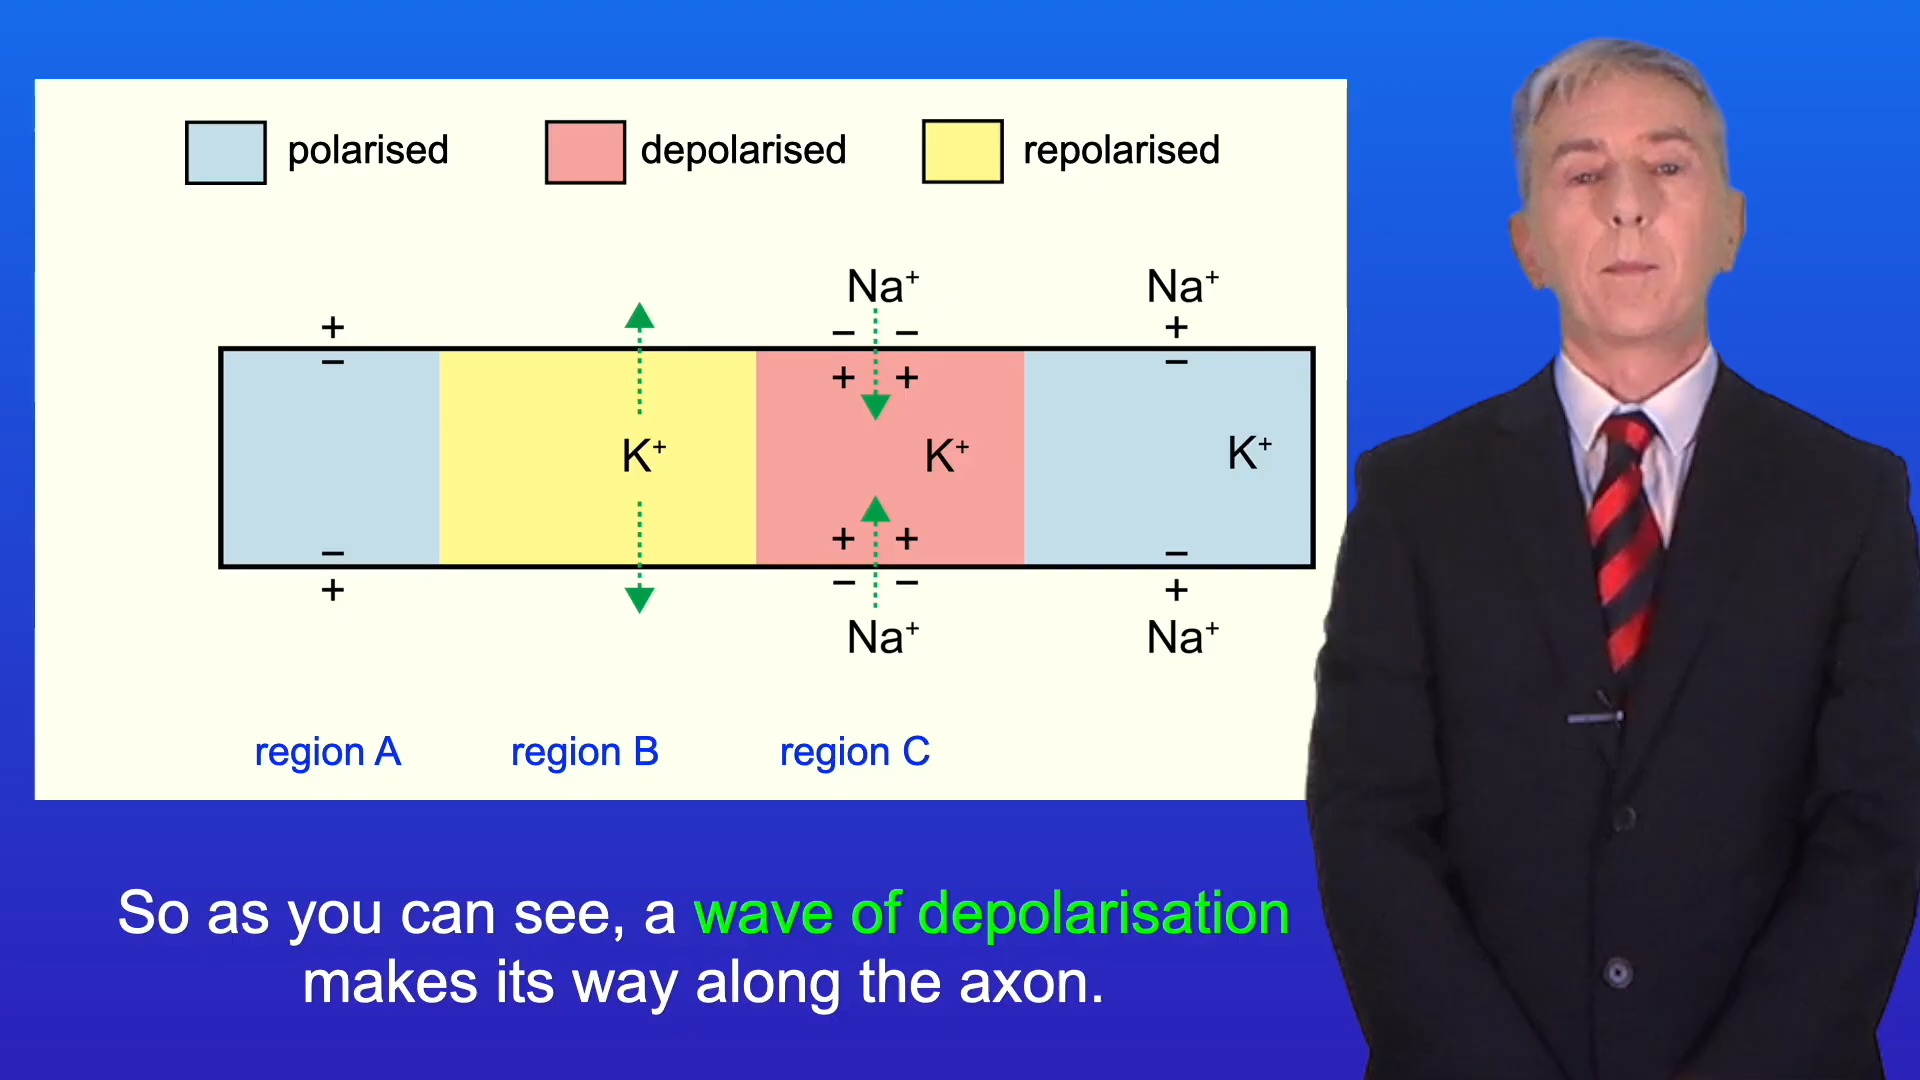 polarised depolarised repolarised
Na⁺ Na⁺
+ − − +
− + + −
K⁺ K⁺ K⁺
− + + −
+ − − +
Na⁺ Na⁺
region A region B region C
So as you can see, a wave of depolarisation
makes its way along the axon.